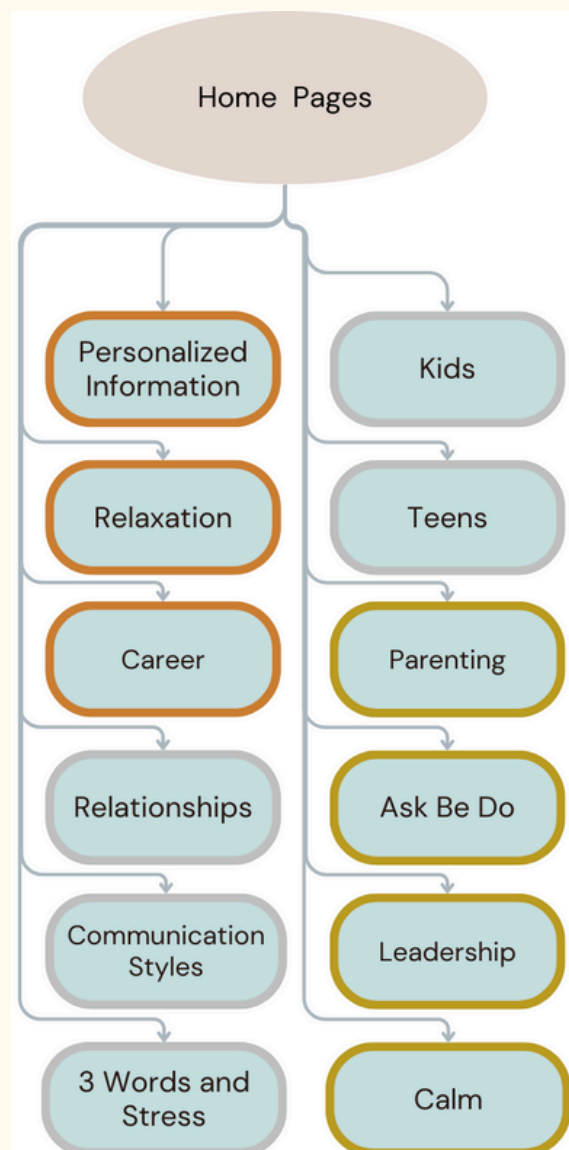 Home Pages
Personalized
Information
Relaxation
Career
Relationships
Communication
Styles
3 Words and
Stress
Kids
Teens
Parenting
Ask Be Do
Leadership
Calm